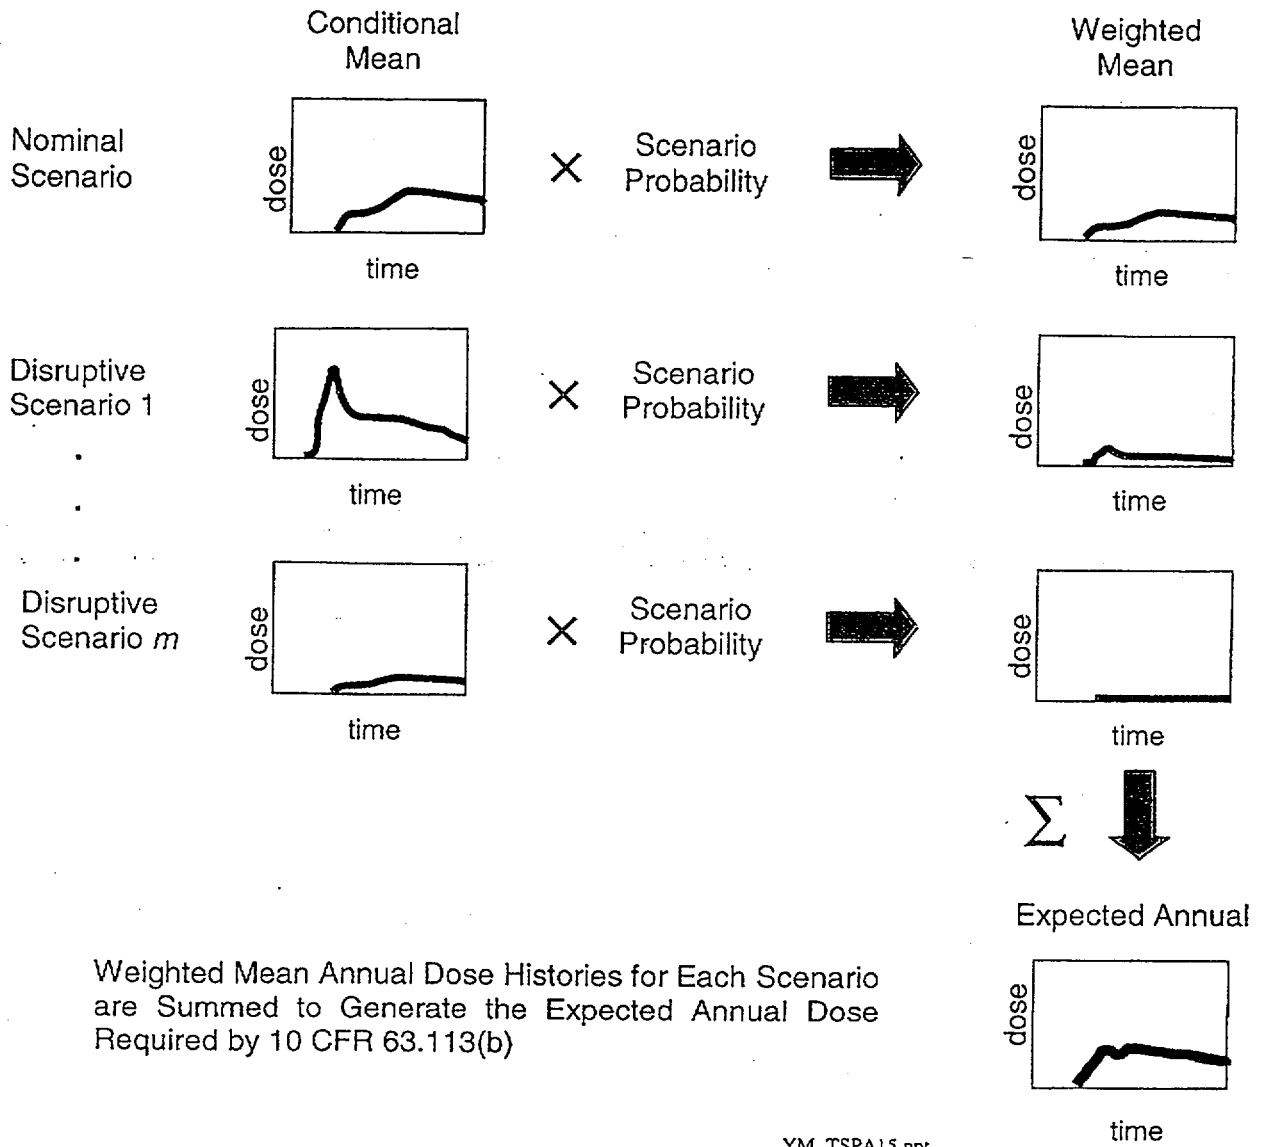 Conditional
Mean
Weighted
Mean
Nominal
Scenario
dose
time
×
Scenario
Probability
dose
time
Disruptive
Scenario 1
dose
time
×
Scenario
Probability
dose
time
Disruptive
Scenario m
dose
time
×
Scenario
Probability
dose
time
∑
Expected Annual
dose
time
Weighted Mean Annual Dose Histories for Each Scenario
are Summed to Generate the Expected Annual Dose
Required by 10 CFR 63.113(b)
YM_TSPA15.ppt